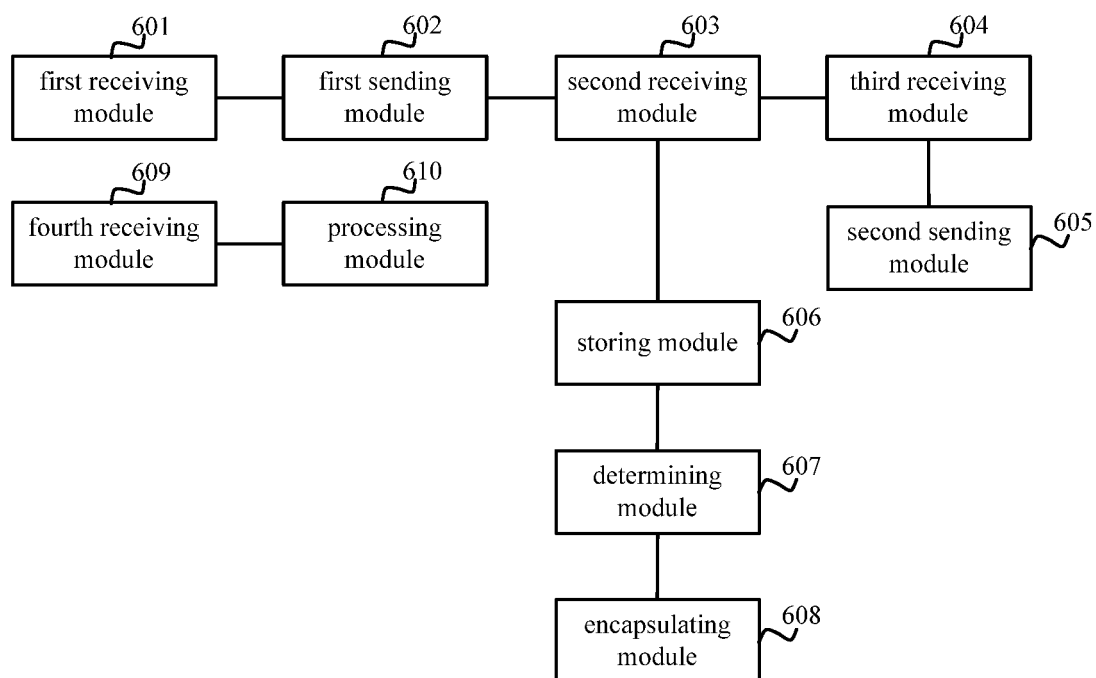 601
602
603
604
first receiving
module
first sending
module
second receiving
module
third receiving
module
609
610
fourth receiving
module
processing
module
second sending
module
605
606
storing module
607
determining
module
608
encapsulating
module